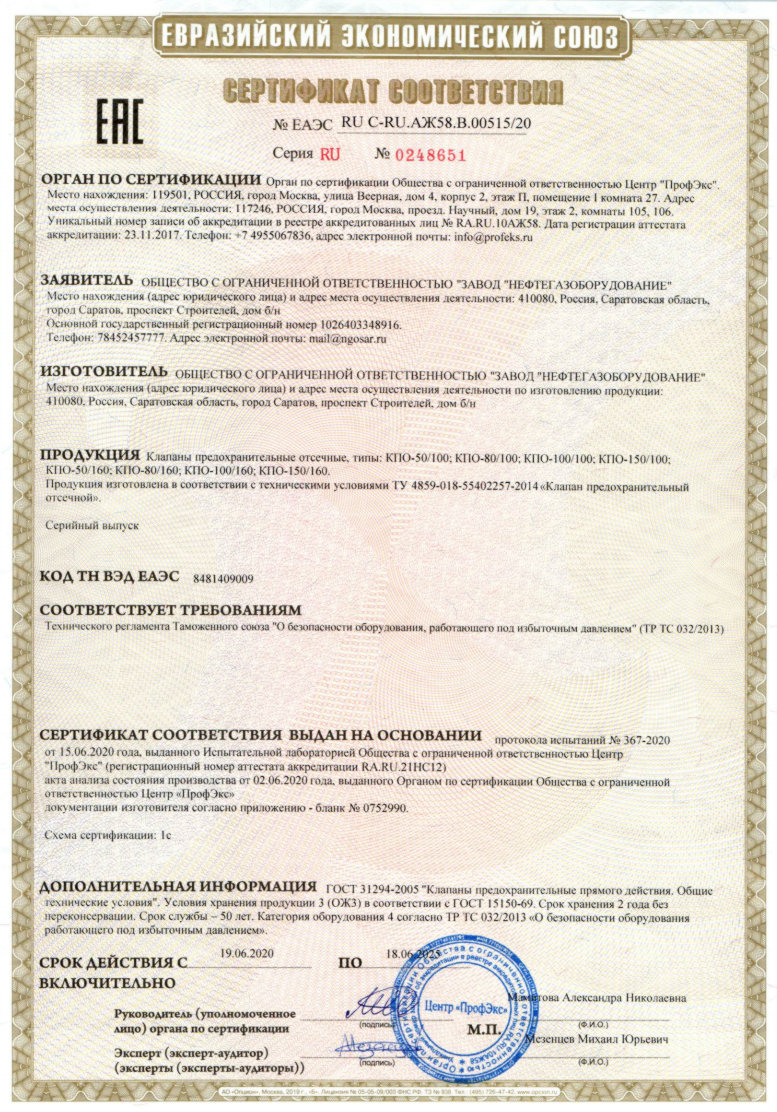 ЕВРАЗИЙСКИЙ ЭКОНОМИЧЕСКИЙ СОЮЗ
СЕРТИФИКАТ СООТВЕТСТВИЯ
EAC
№ ЕАЭС RU C-RU.АЖ58.В.00515/20
Серия RU № 0248651
ОРГАН ПО СЕРТИФИКАЦИИ Орган по сертификации Общества с ограниченной ответственностью Центр "ПрофЭкс".
Место нахождения: 119501, РОССИЯ, город Москва, улица Веерная, дом 4, корпус 2, этаж П, помещение I комната 27. Адрес
места осуществления деятельности: 117246, РОССИЯ, город Москва, проезд. Научный, дом 19, этаж 2, комнаты 105, 106.
Уникальный номер записи об аккредитации в реестре аккредитованных лиц № RA.RU.10АЖ58. Дата регистрации аттестата
аккредитации: 23.11.2017. Телефон: +7 4955067836, адрес электронной почты: info@profeks.ru
ЗАЯВИТЕЛЬ ОБЩЕСТВО С ОГРАНИЧЕННОЙ ОТВЕТСТВЕННОСТЬЮ "ЗАВОД "НЕФТЕГАЗОБОРУДОВАНИЕ"
Место нахождения (адрес юридического лица) и адрес места осуществления деятельности: 410080, Россия, Саратовская область,
город Саратов, проспект Строителей, дом б/н
Основной государственный регистрационный номер 1026403348916.
Телефон: 78452457777. Адрес электронной почты: mail@ngosar.ru
ИЗГОТОВИТЕЛЬ ОБЩЕСТВО С ОГРАНИЧЕННОЙ ОТВЕТСТВЕННОСТЬЮ "ЗАВОД "НЕФТЕГАЗОБОРУДОВАНИЕ"
Место нахождения (адрес юридического лица) и адрес места осуществления деятельности по изготовлению продукции:
410080, Россия, Саратовская область, город Саратов, проспект Строителей, дом б/н
ПРОДУКЦИЯ Клапаны предохранительные отсечные, типы: КПО-50/100; КПО-80/100; КПО-100/100; КПО-150/100;
КПО-50/160; КПО-80/160; КПО-100/160; КПО-150/160.
Продукция изготовлена в соответствии с техническими условиями ТУ 4859-018-55402257-2014 «Клапан предохранительный
отсечной».
Серийный выпуск
КОД ТН ВЭД ЕАЭС 8481409009
СООТВЕТСТВУЕТ ТРЕБОВАНИЯМ
Технического регламента Таможенного союза "О безопасности оборудования, работающего под избыточным давлением" (ТР ТС 032/2013)
СЕРТИФИКАТ СООТВЕТСТВИЯ ВЫДАН НА ОСНОВАНИИ протокола испытаний № 367-2020
от 15.06.2020 года, выданного Испытательной лабораторией Общества с ограниченной ответственностью Центр
"ПрофЭкс" (регистрационный номер аттестата аккредитации RA.RU.21НС12)
акта анализа состояния производства от 02.06.2020 года, выданного Органом по сертификации Общества с ограниченной
ответственностью Центр «ПрофЭкс»
документации изготовителя согласно приложению - бланк № 0752990.
Схема сертификации: 1с
ДОПОЛНИТЕЛЬНАЯ ИНФОРМАЦИЯ ГОСТ 31294-2005 "Клапаны предохранительные прямого действия. Общие
технические условия". Условия хранения продукции 3 (ОЖ3) в соответствии с ГОСТ 15150-69. Срок хранения 2 года без
переконсервации. Срок службы – 50 лет. Категория оборудования 4 согласно ТР ТС 032/2013 «О безопасности оборудования
работающего под избыточным давлением».
СРОК ДЕЙСТВИЯ С 19.06.2020 ПО 18.06.2025
ВКЛЮЧИТЕЛЬНО
Руководитель (уполномоченное
лицо) органа по сертификации
(подпись)
Центр «ПрофЭкс»
М.П.
Маматова Александра Николаевна
(Ф.И.О.)
Эксперт (эксперт-аудитор)
(эксперты (эксперты-аудиторы))
(подпись)
Мезенцев Михаил Юрьевич
(Ф.И.О.)
АО «Опцион», Москва, 2019 г., «Б». Лицензия № 05-05-09/003 ФНС РФ. ТЗ № 938. Тел.: (495) 726-47-42, www.opcion.ru